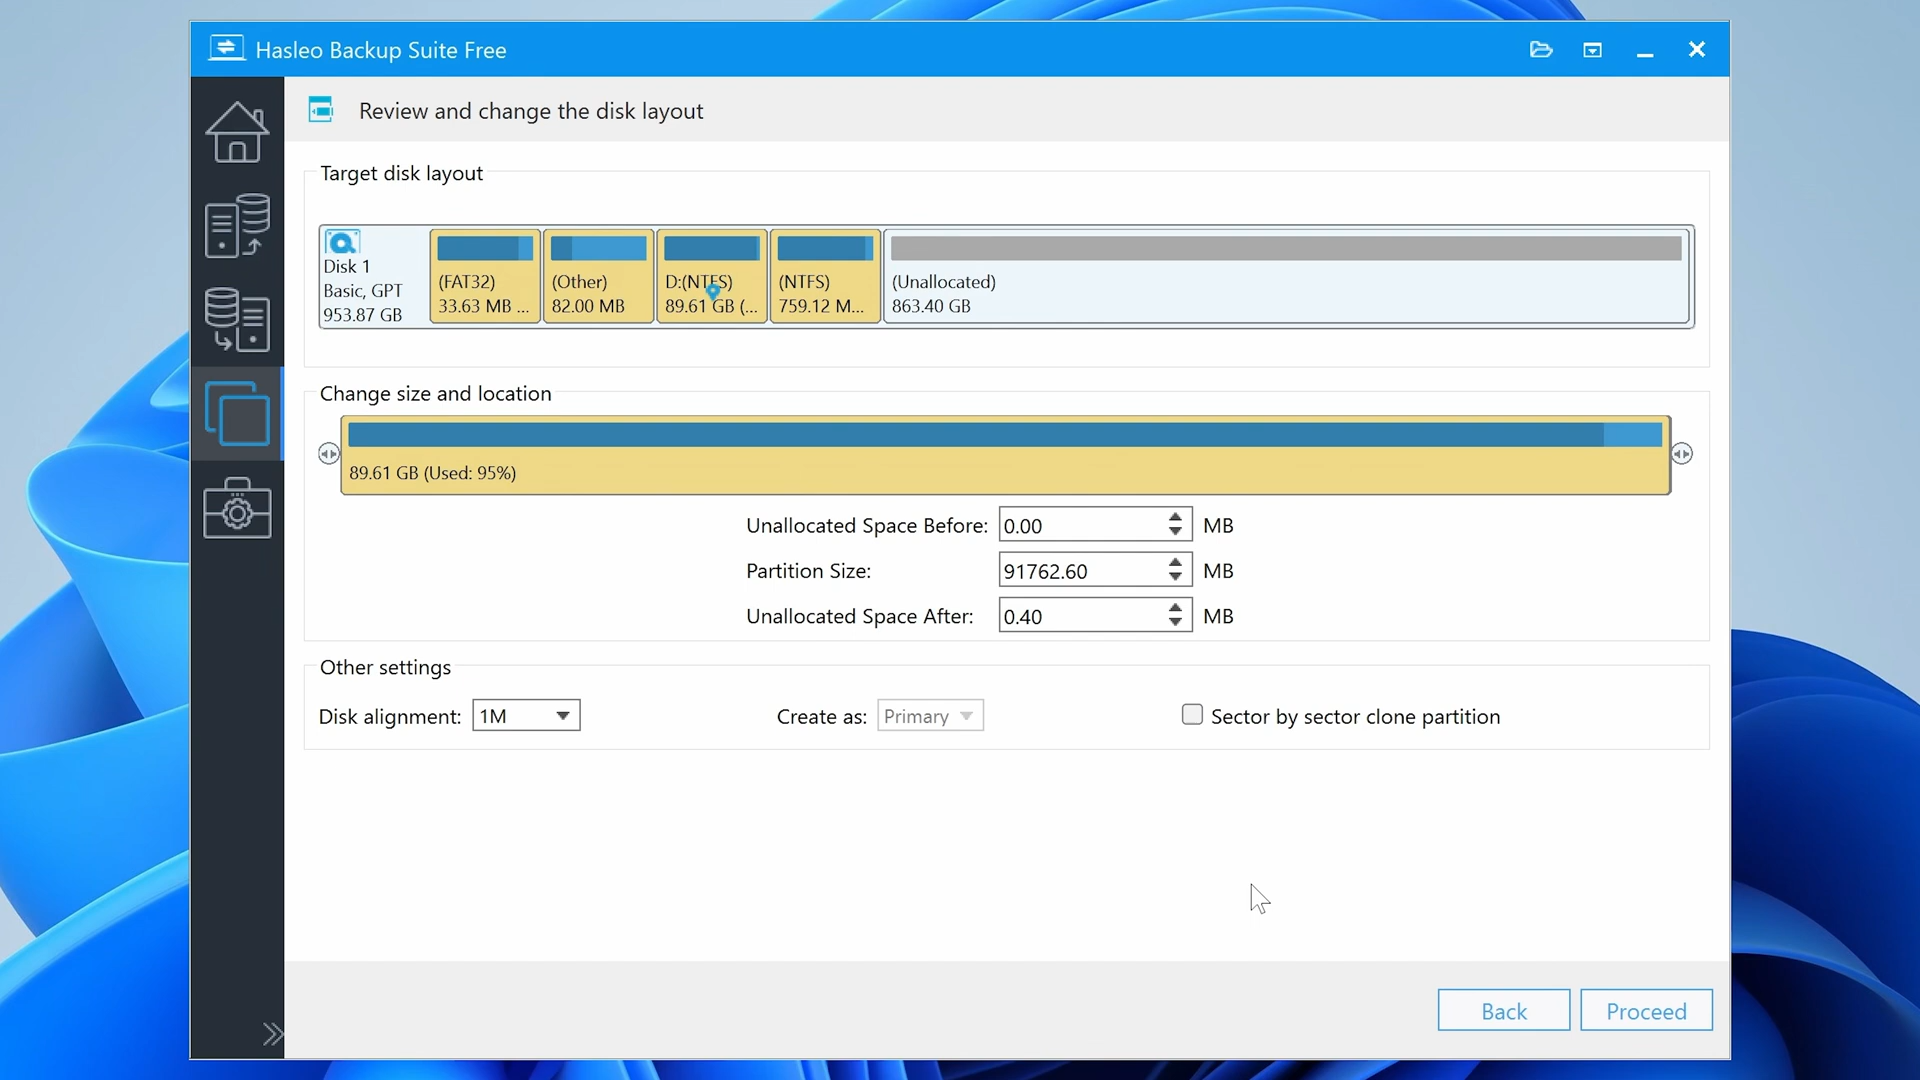 Hasleo Backup Suite Free
Review and change the disk layout
Target disk layout
Disk 1
Basic, GPT
953.87 GB
(FAT32)
33.63 MB ...
(Other)
82.00 MB
D:(NTFS)
89.61 GB (...
(NTFS)
759.12 M...
(Unallocated)
863.40 GB
Change size and location
89.61 GB (Used: 95%)
Unallocated Space Before: 0.00 MB
Partition Size: 91762.60 MB
Unallocated Space After: 0.40 MB
Other settings
Disk alignment: 1M Create as: Primary Sector by sector clone partition
Back Proceed